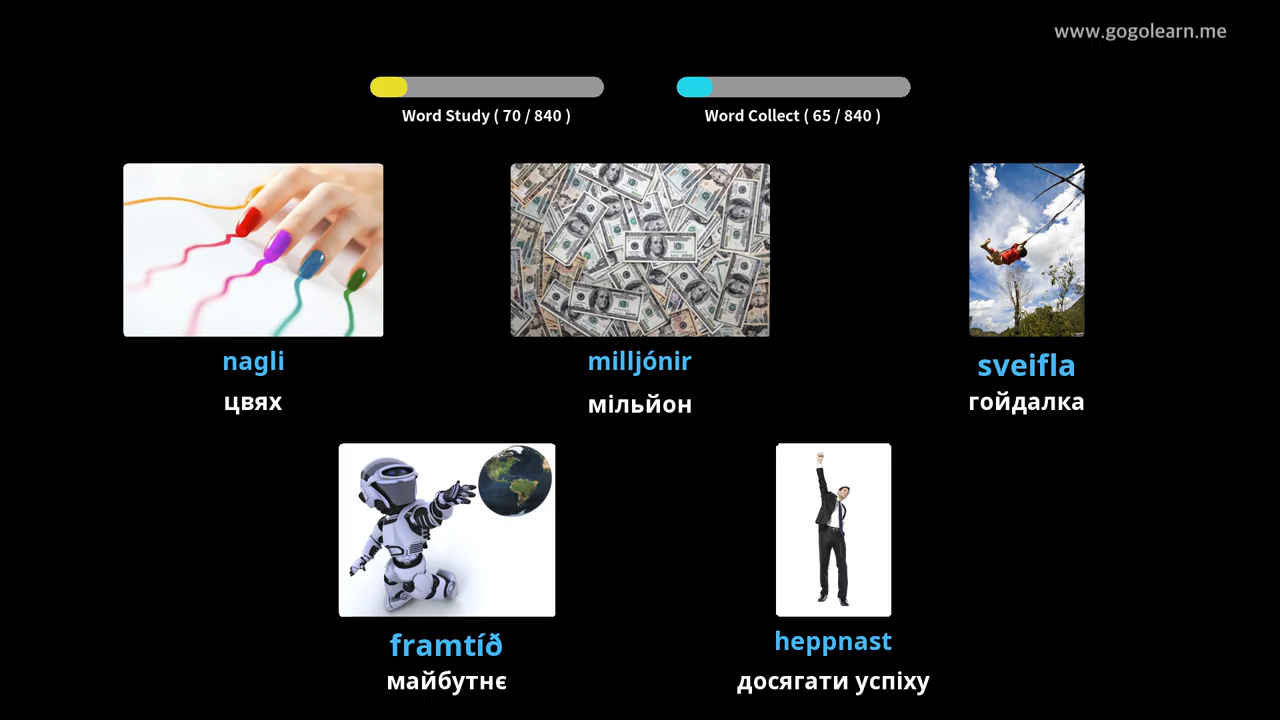 www.gogolearn.me
Word Study ( 70 / 840 )
Word Collect ( 65 / 840 )
nagli
milljónir
sveifla
цвях
мільйон
гойдалка
framtíð
heppnast
майбутнє
досягати успіху